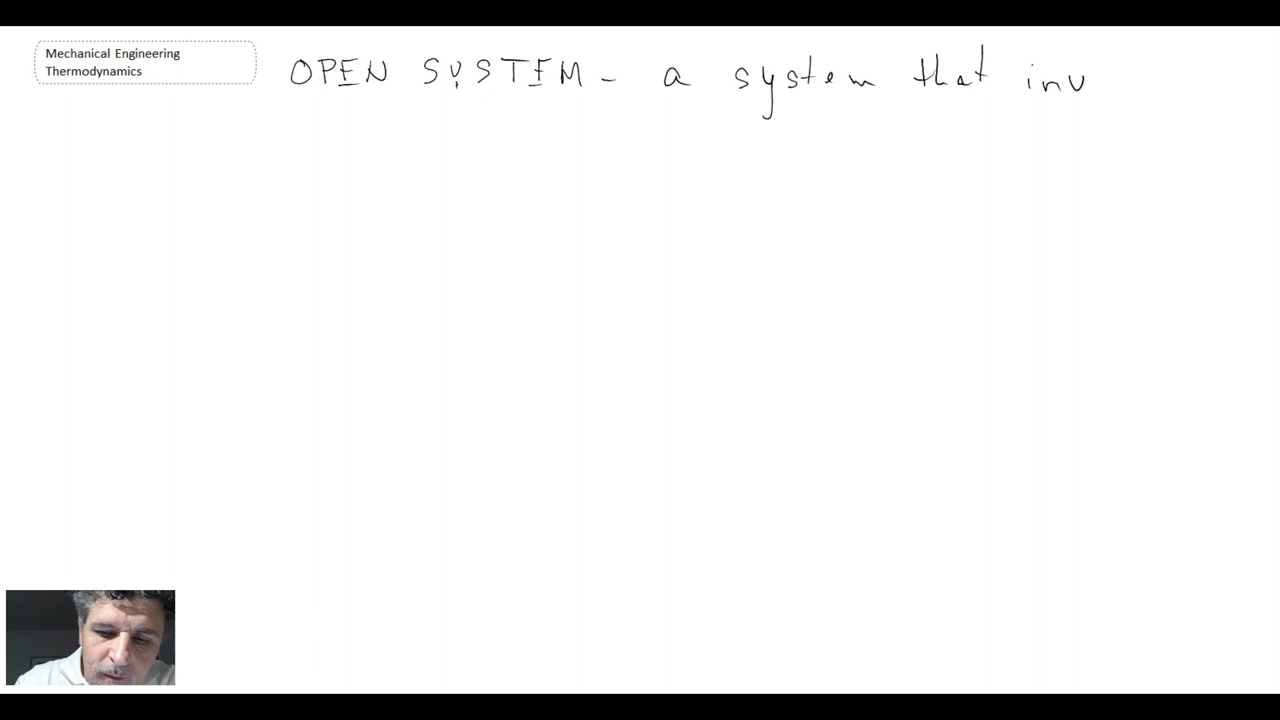 Mechanical Engineering
Thermodynamics
OPEN SYSTEM - a system that inv